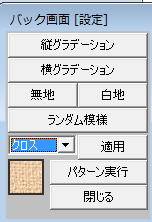 バック画面 [設定]
縦グラデーション
横グラデーション
無地 白地
ランダム模様
クロス 適用
パターン実行
閉じる